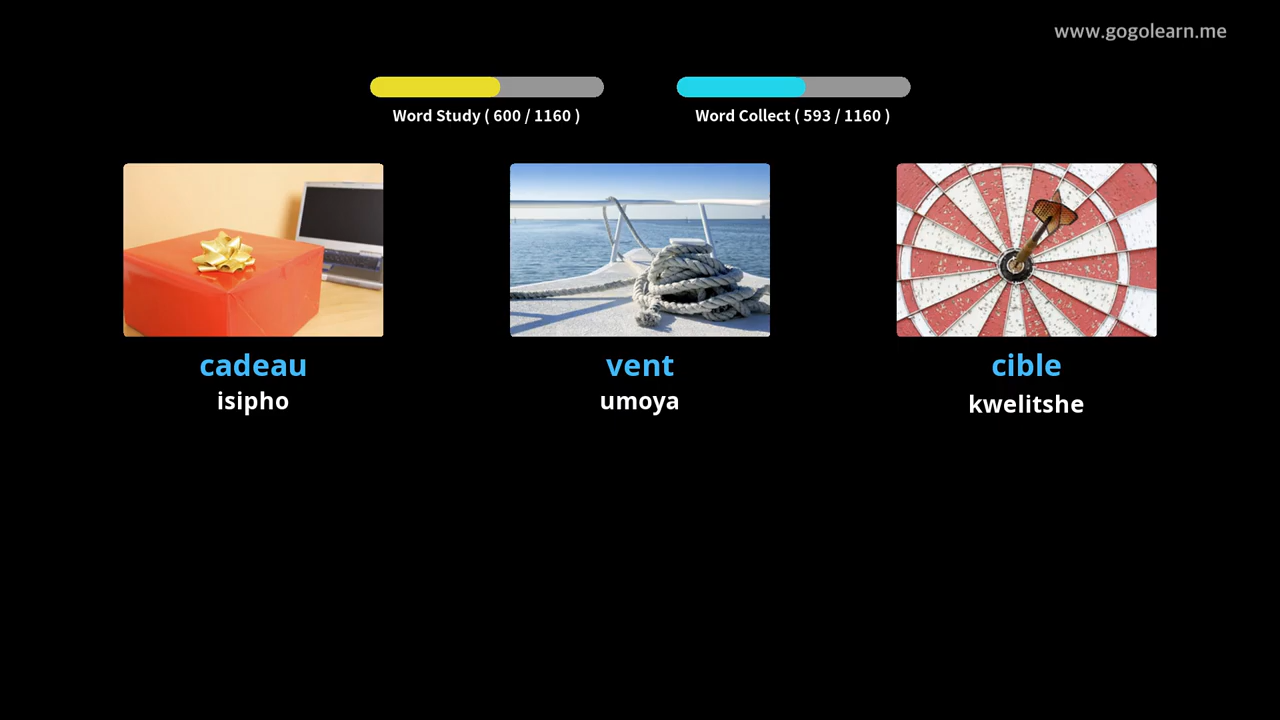 www.gogolearn.me
Word Study ( 600 / 1160 )
Word Collect ( 593 / 1160 )
cadeau
isipho
vent
umoya
cible
kwelitshe